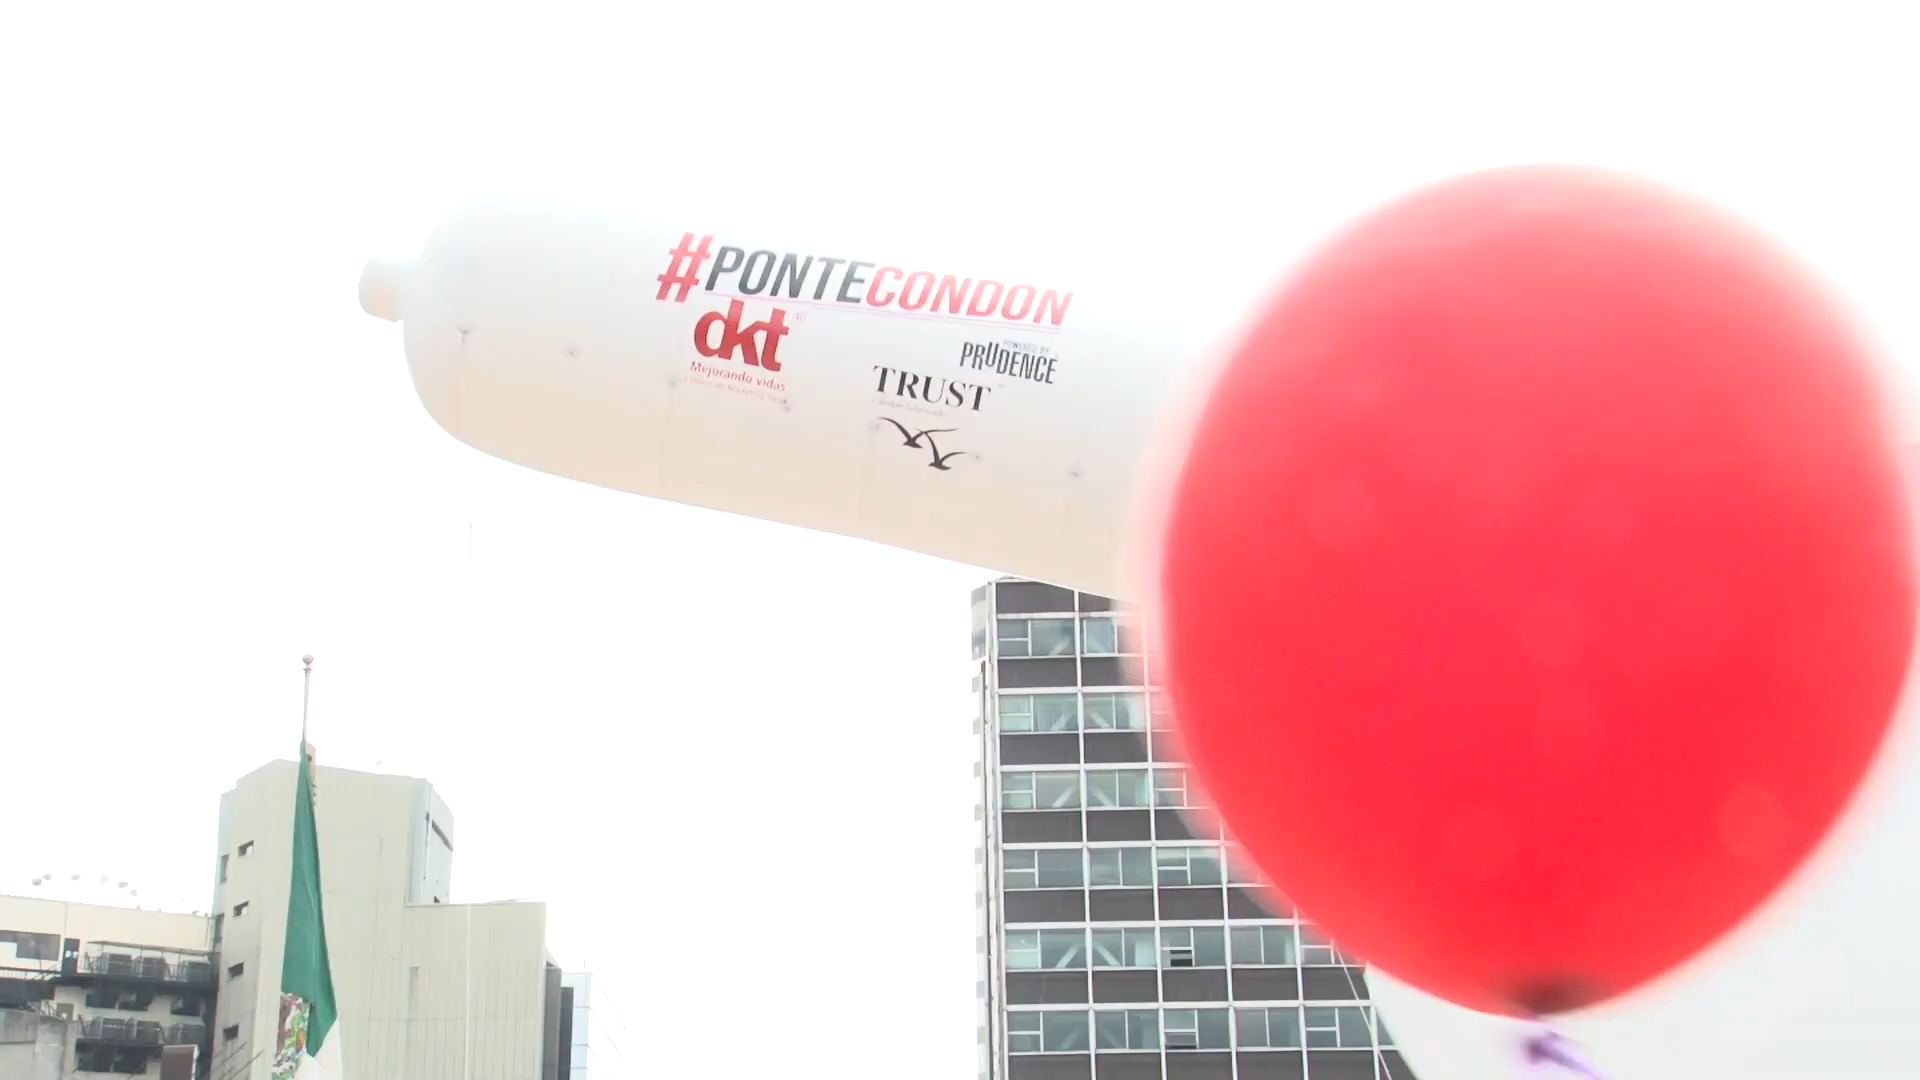 #PONTECONDON
dkt®
Mejorando vidas
POWERED BY
PRUDENCE
TRUST